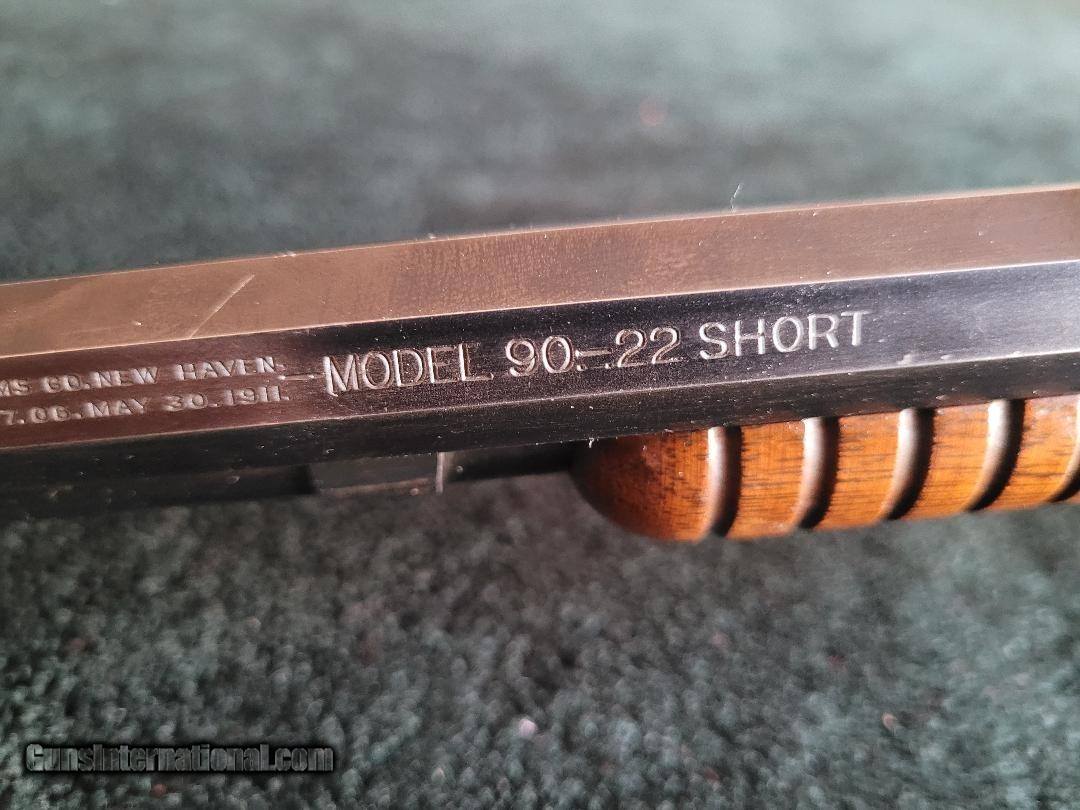 MS CO. NEW HAVEN.
7.06. MAY 30. 1911.
–MODEL 90.–.22 SHORT
GunsInternational.com